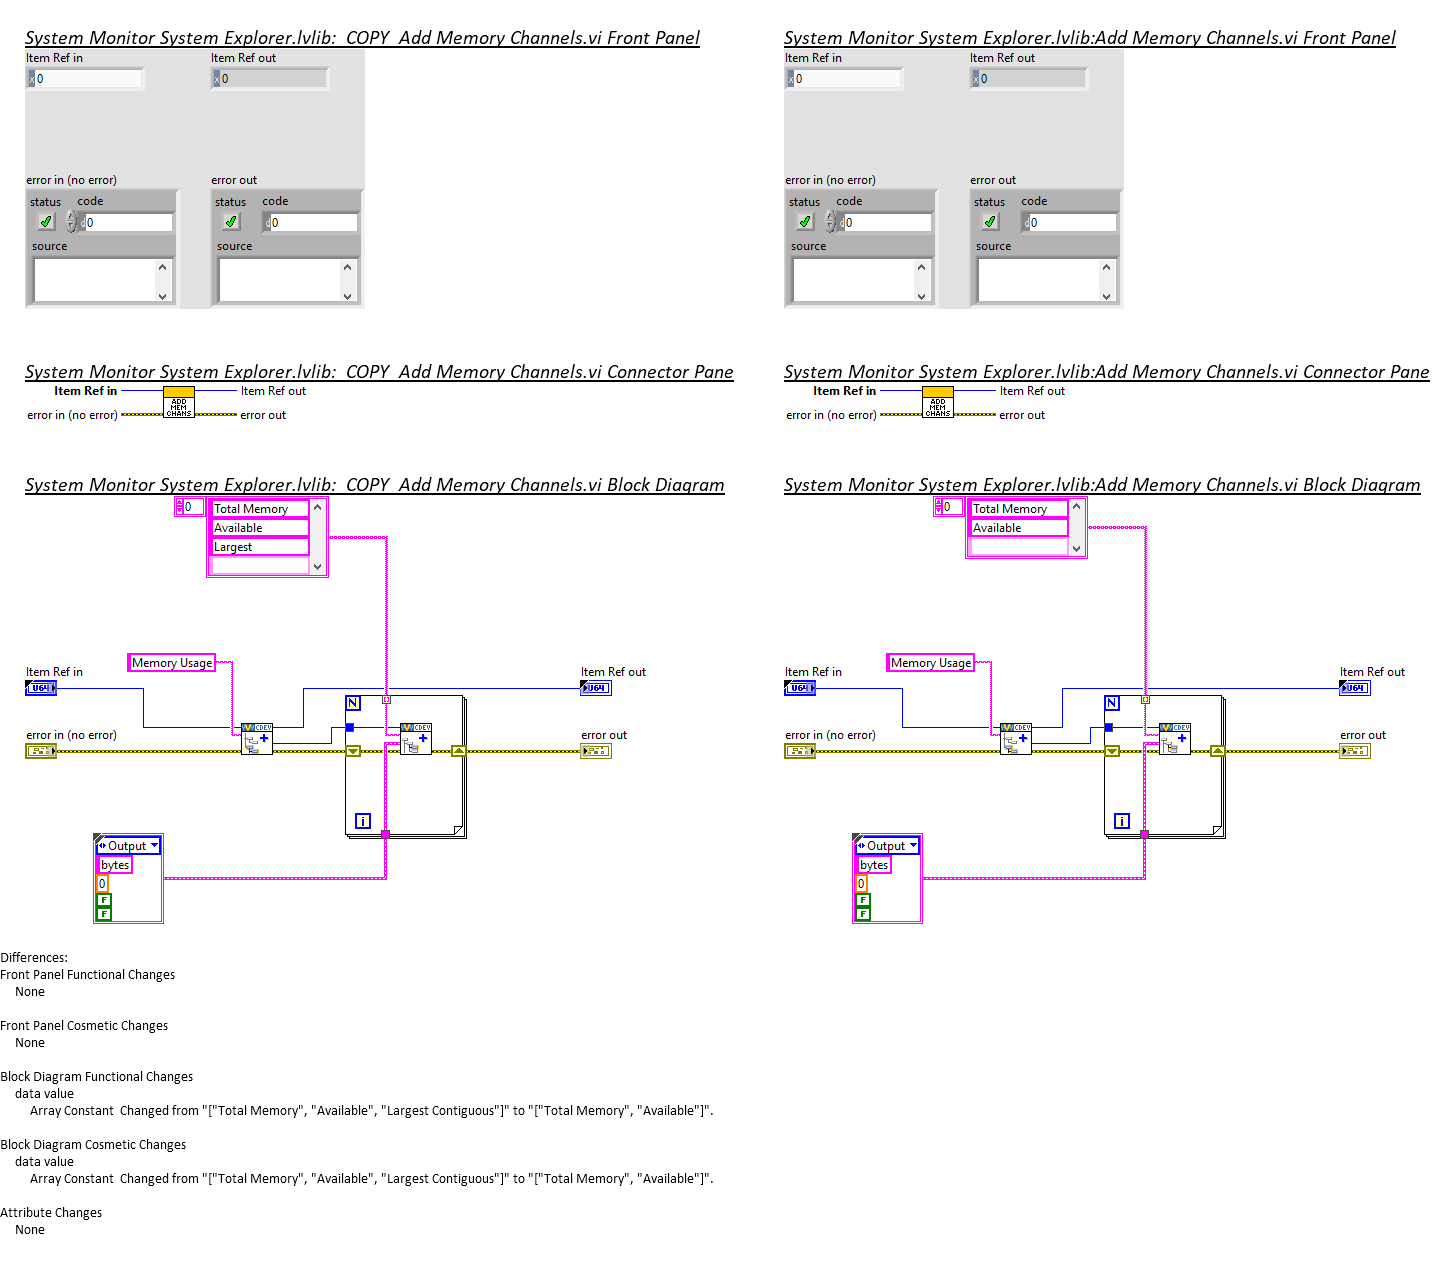 System Monitor System Explorer.lvlib:  COPY  Add Memory Channels.vi Front Panel
Item Ref in
Item Ref out
0
0
error in (no error)
error out
status
code
status
code
0
0
source
source
System Monitor System Explorer.lvlib:Add Memory Channels.vi Front Panel
Item Ref in
Item Ref out
0
0
error in (no error)
error out
status
code
status
code
0
0
source
source
System Monitor System Explorer.lvlib:  COPY  Add Memory Channels.vi Connector Pane
Item Ref in
Item Ref out
ADD
MEM
CHANS
error in (no error)
error out
System Monitor System Explorer.lvlib:Add Memory Channels.vi Connector Pane
Item Ref in
Item Ref out
ADD
MEM
CHANS
error in (no error)
error out
System Monitor System Explorer.lvlib:  COPY  Add Memory Channels.vi Block Diagram
0
Total Memory
Available
Largest
Memory Usage
Item Ref in
Item Ref out
U64
U64
N
CDEV
CDEV
error in (no error)
error out
i
Output
bytes
0
F
F
System Monitor System Explorer.lvlib:Add Memory Channels.vi Block Diagram
0
Total Memory
Available
Memory Usage
Item Ref in
Item Ref out
U64
U64
N
CDEV
CDEV
error in (no error)
error out
i
Output
bytes
0
F
F
Differences:
Front Panel Functional Changes
None
Front Panel Cosmetic Changes
None
Block Diagram Functional Changes
data value
Array Constant  Changed from "["Total Memory", "Available", "Largest Contiguous"]" to "["Total Memory", "Available"]".
Block Diagram Cosmetic Changes
data value
Array Constant  Changed from "["Total Memory", "Available", "Largest Contiguous"]" to "["Total Memory", "Available"]".
Attribute Changes
None